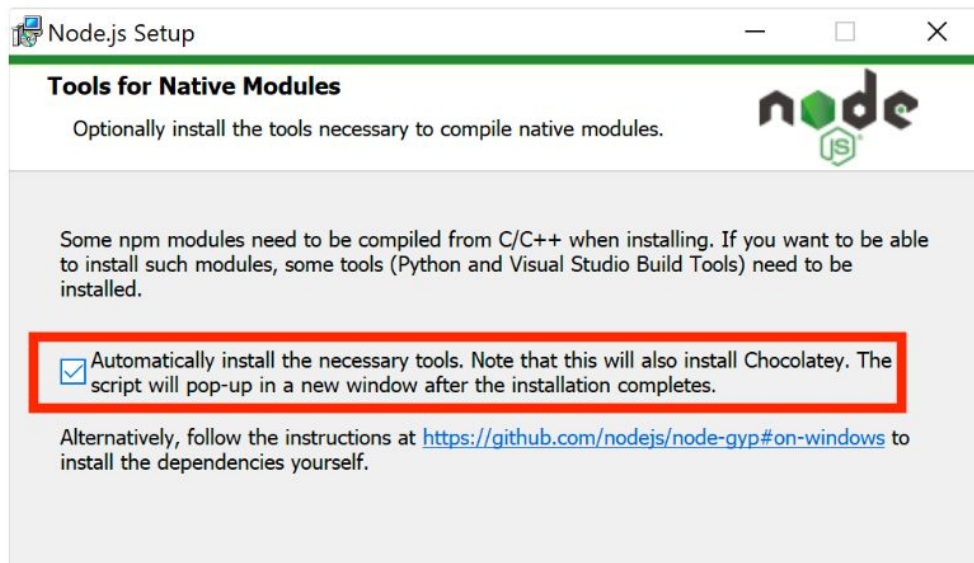 Node.js Setup
Tools for Native Modules
Optionally install the tools necessary to compile native modules.
node
JS
Some npm modules need to be compiled from C/C++ when installing. If you want to be able
to install such modules, some tools (Python and Visual Studio Build Tools) need to be
installed.
Automatically install the necessary tools. Note that this will also install Chocolatey. The
script will pop-up in a new window after the installation completes.
Alternatively, follow the instructions at https://github.com/nodejs/node-gyp#on-windows to
install the dependencies yourself.